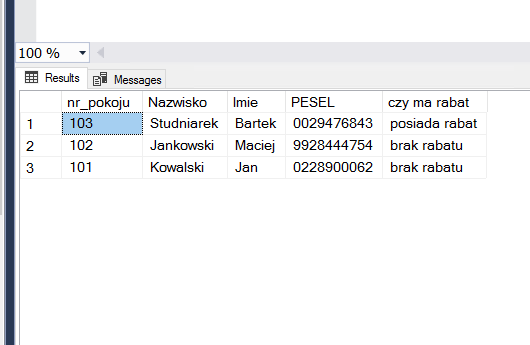 100 %
Results Messages
nr_pokoju Nazwisko Imie PESEL czy ma rabat
1 103 Studniarek Bartek 0029476843 posiada rabat
2 102 Jankowski Maciej 9928444754 brak rabatu
3 101 Kowalski Jan 0228900062 brak rabatu